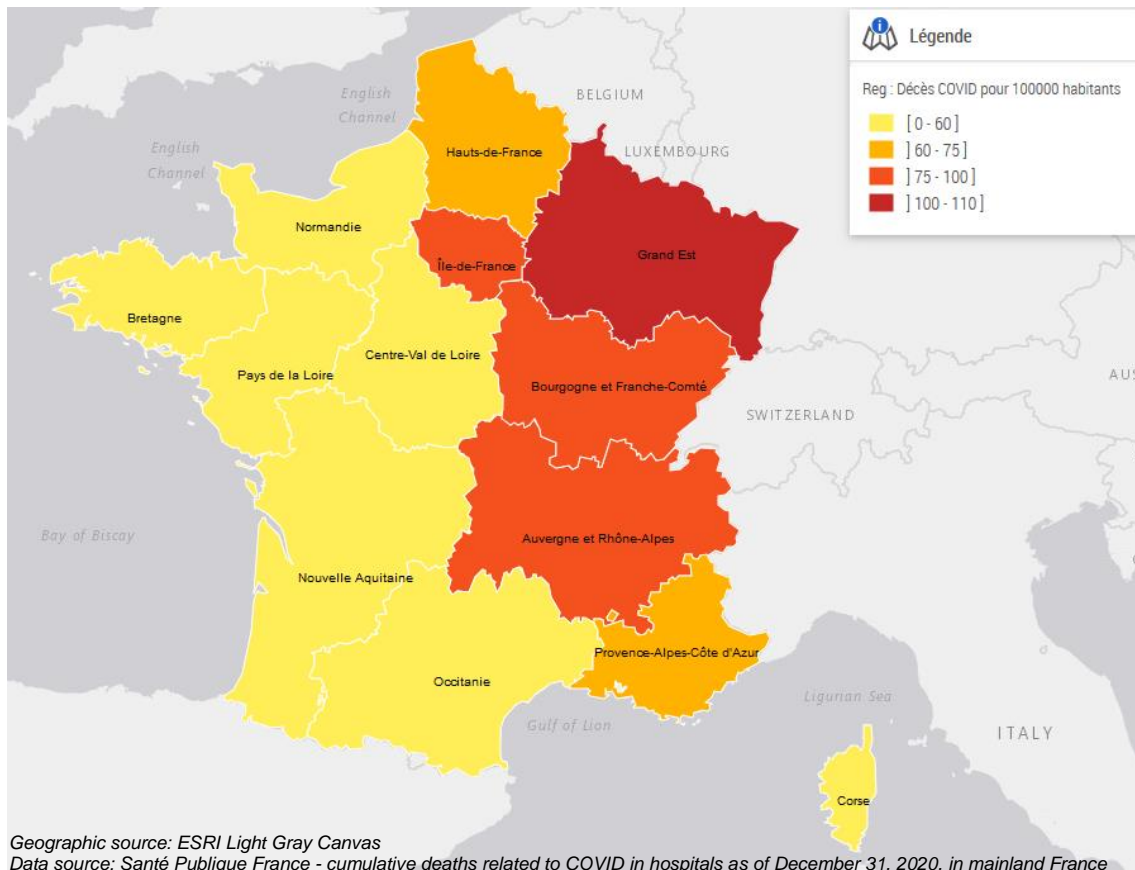 Légende
Reg : Décès COVID pour 100000 habitants
[ 0 - 60 ]
] 60 - 75 ]
] 75 - 100 ]
] 100 - 110 ]
English
Channel
BELGIUM
English
Channel
LUXEMBOURG
Hauts-de-France
Normandie
Grand Est
Île-de-France
Bretagne
Centre-Val de Loire
Pays de la Loire
Bourgogne et Franche-Comté
AUS
SWITZERLAND
Bay of Biscay
Auvergne et Rhône-Alpes
Nouvelle Aquitaine
Provence-Alpes-Côte d'Azur
Occitanie
Ligurian Sea
Gulf of Lion
ITALY
Corse
Geographic source: ESRI Light Gray Canvas
Data source: Santé Publique France - cumulative deaths related to COVID in hospitals as of December 31, 2020, in mainland France